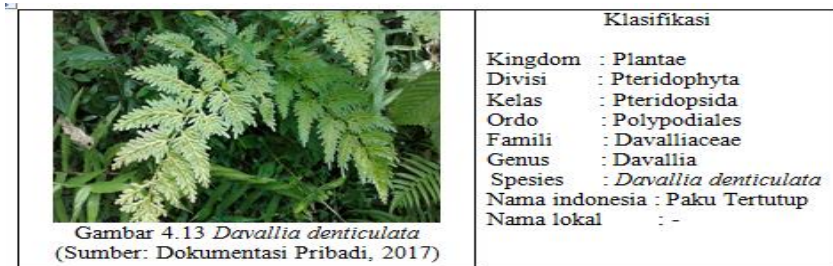 Gambar 4.13 Davallia denticulata
(Sumber: Dokumentasi Pribadi, 2017)
Klasifikasi
Kingdom : Plantae
Divisi : Pteridophyta
Kelas : Pteridopsida
Ordo : Polypodiales
Famili : Davalliaceae
Genus : Davallia
Spesies : Davallia denticulata
Nama indonesia : Paku Tertutup
Nama lokal : -